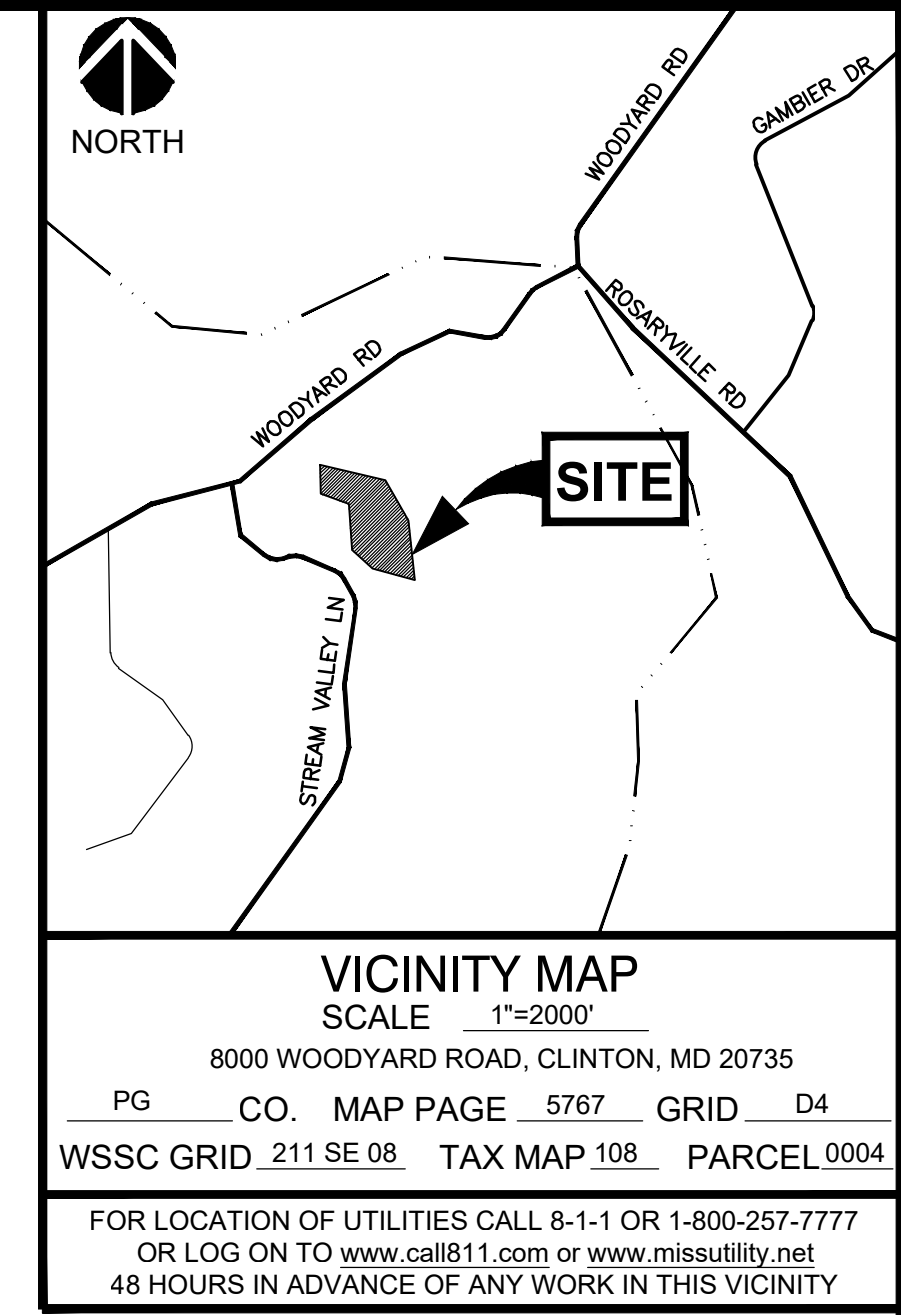 NORTH
WOODYARD RD
GAMBIER DR
ROSARYVILLE RD
WOODYARD RD
SITE
STREAM VALLEY LN
VICINITY MAP
SCALE 1"=2000'
8000 WOODYARD ROAD, CLINTON, MD 20735
PG CO. MAP PAGE 5767 GRID D4
WSSC GRID 211 SE 08 TAX MAP 108 PARCEL 0004
FOR LOCATION OF UTILITIES CALL 8-1-1 OR 1-800-257-7777
OR LOG ON TO www.call811.com or www.missutility.net
48 HOURS IN ADVANCE OF ANY WORK IN THIS VICINITY